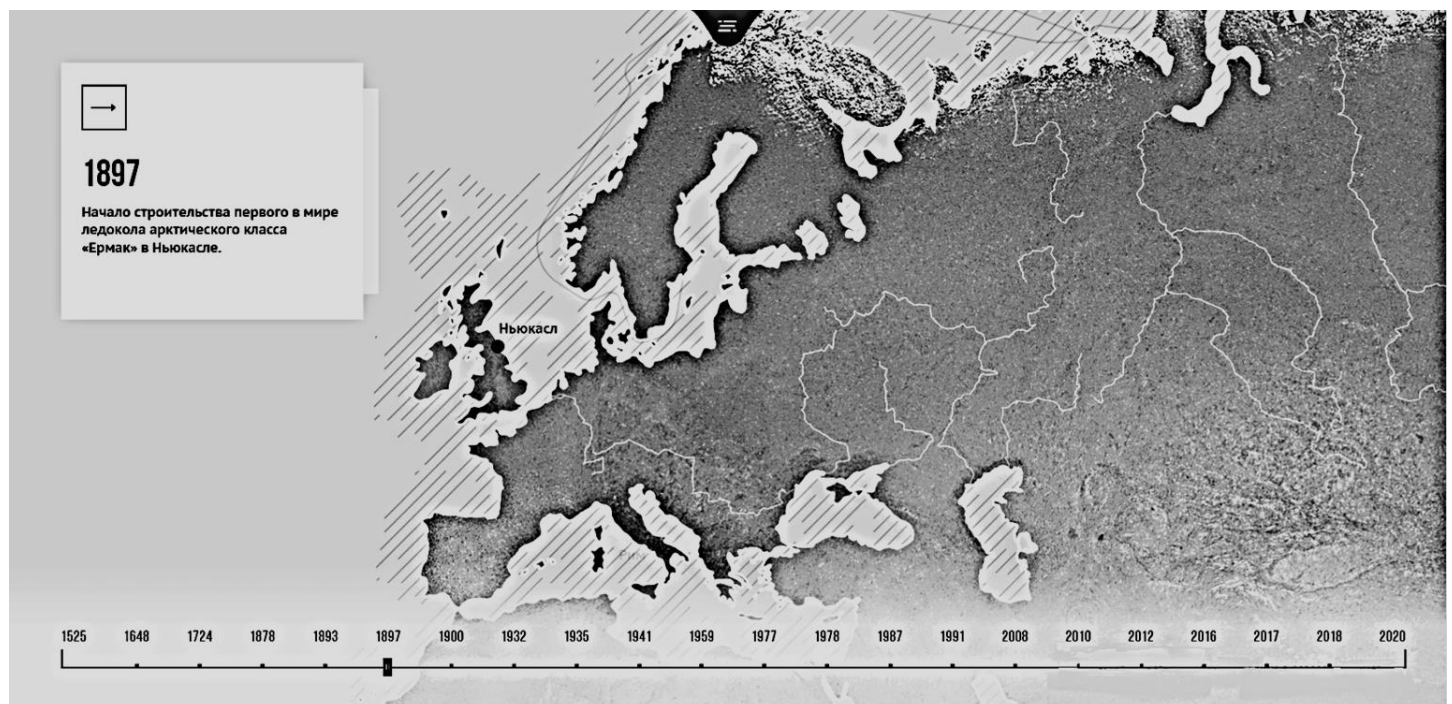 1897
Начало строительства первого в мире
ледокола арктического класса
«Ермак» в Ньюкасле.
Ньюкасл
1525 1648 1724 1878 1893 1897 1900 1932 1935 1941 1959 1977 1978 1987 1991 2008 2010 2012 2016 2017 2018 2020